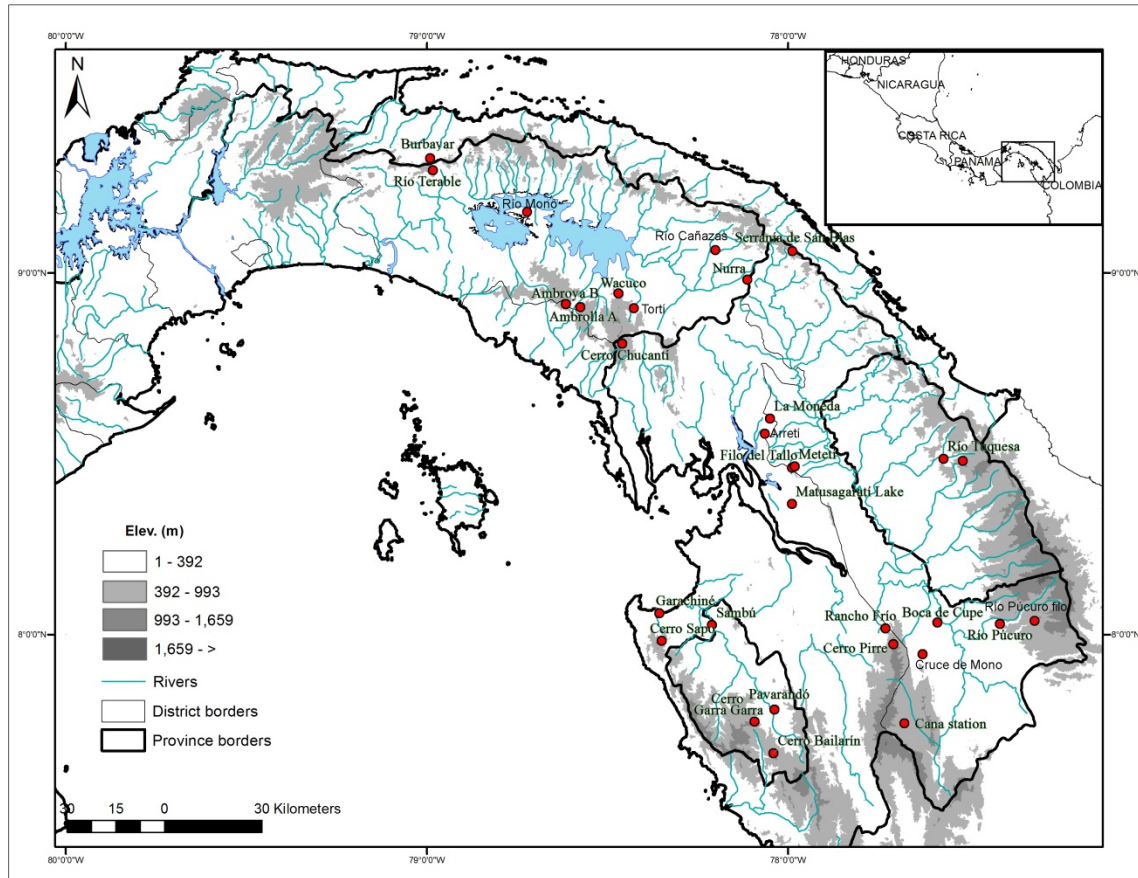 80°0'0"W
79°0'0"W
78°0'0"W
N
HONDURAS
NICARAGUA
COSTA RICA
PANAMA
COLOMBIA
Burbayar
Río Terable
Río Mono
Río Cañazas
Serranía de San Blas
9°0'0"N
9°0'0"N
Nurra
Wacuco
Ambroya B
Ambrolla A
Tortí
Cerro Chucantí
La Moneda
Arretí
Filo del Tallo
Metetí
Río Tuquesa
Matusagaratí Lake
Elev. (m)
1 - 392
392 - 993
993 - 1,659
1,659 - >
Rivers
District borders
Province borders
Garachiné
Sambú
Rancho Frío
Boca de Cupe
Río Púcuro filo
8°0'0"N
8°0'0"N
Cerro Sapo
Cerro Pirre
Río Púcuro
Cruce de Mono
Cerro
Garra Garra
Pavarandó
Cana station
Cerro Bailarín
30 15 0 30 Kilometers
80°0'0"W
79°0'0"W
78°0'0"W